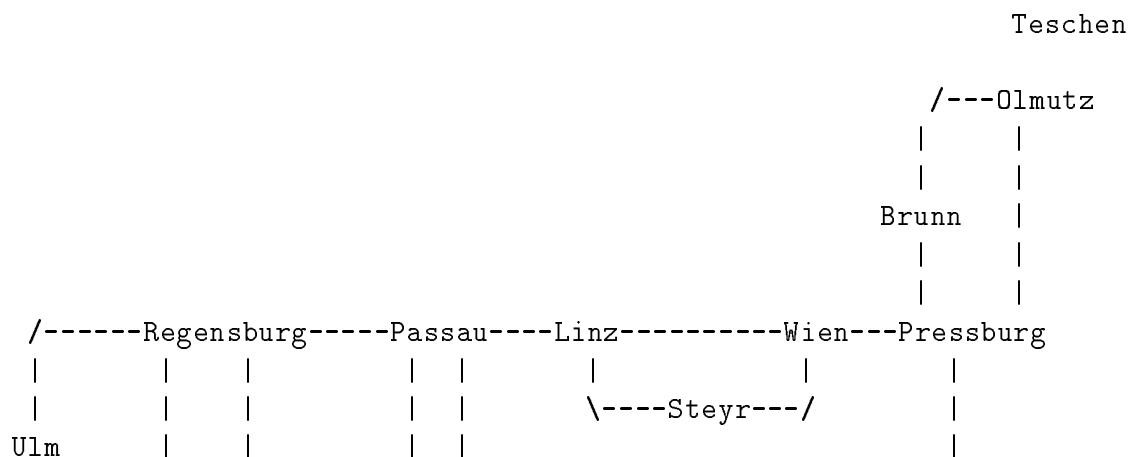 Teschen
/---Olmutz
| |
| |
Brunn |
| |
| |
/------Regensburg-----Passau----Linz----------Wien---Pressburg
| | | | | | | |
| | | | | \----Steyr---/ |
Ulm | | | | |